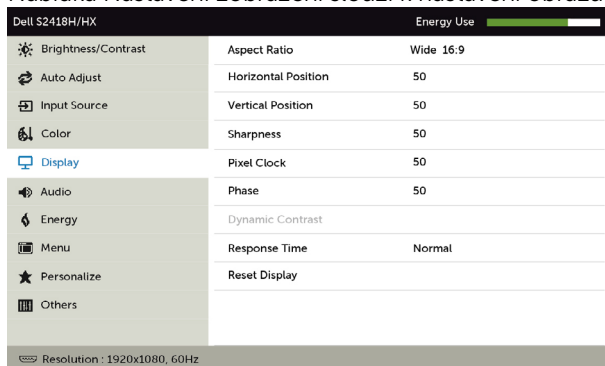 Dell S2418H/HX
Energy Use
Brightness/Contrast
Auto Adjust
Input Source
Color
Display
Audio
Energy
Menu
Personalize
Others
Aspect Ratio Wide 16:9
Horizontal Position 50
Vertical Position 50
Sharpness 50
Pixel Clock 50
Phase 50
Dynamic Contrast
Response Time Normal
Reset Display
Resolution : 1920x1080, 60Hz